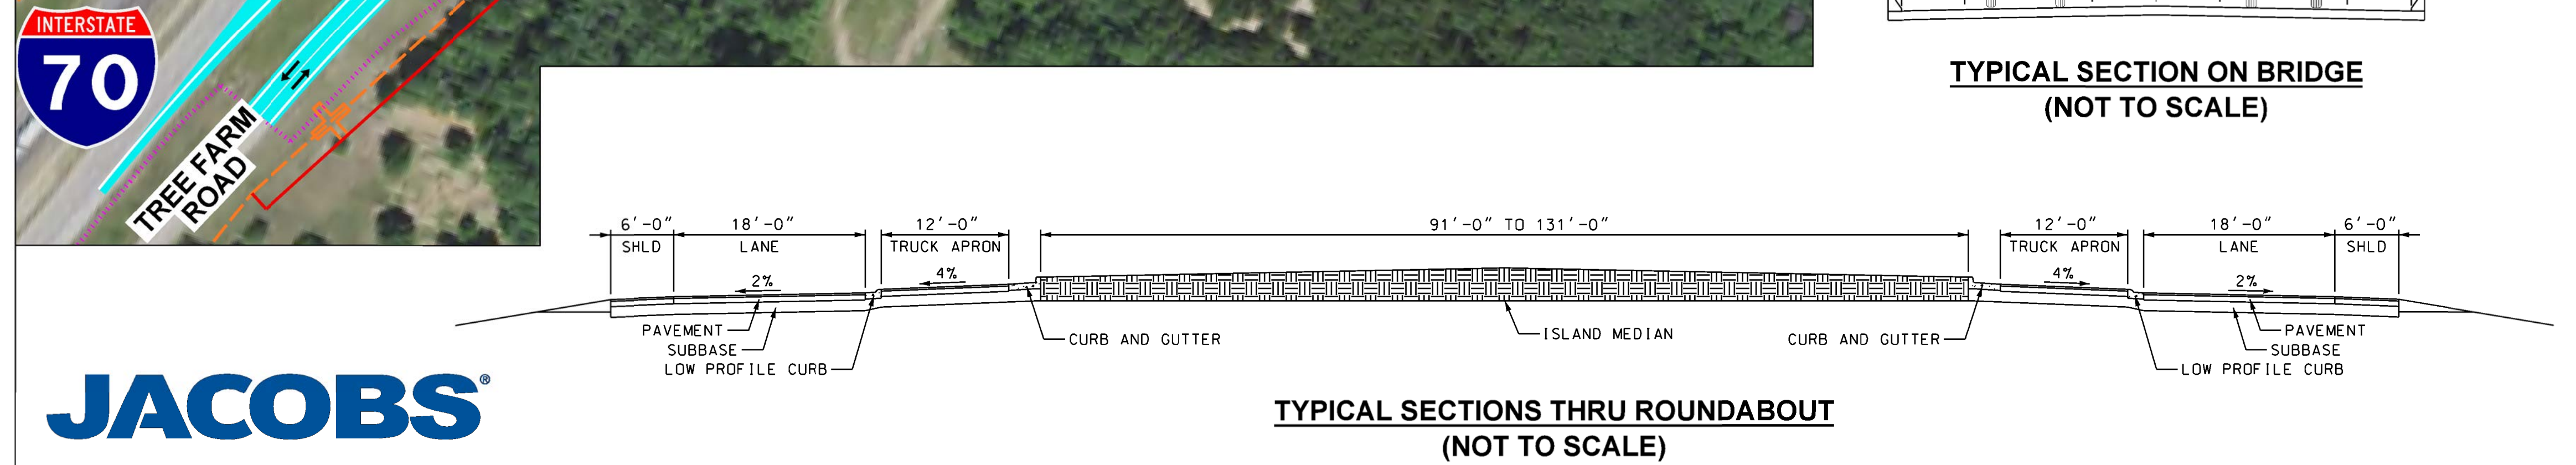 INTERSTATE
70
TREE FARM
ROAD
TYPICAL SECTION ON BRIDGE
(NOT TO SCALE)
6'-0" 18'-0" 12'-0" 91'-0" TO 131'-0" 12'-0" 18'-0" 6'-0"
SHLD LANE TRUCK APRON TRUCK APRON LANE SHLD
2% 4% 4% 2%
PAVEMENT ISLAND MEDIAN PAVEMENT
CURB AND GUTTER CURB AND GUTTER
SUBBASE SUBBASE
LOW PROFILE CURB LOW PROFILE CURB
JACOBS®
TYPICAL SECTIONS THRU ROUNDABOUT
(NOT TO SCALE)